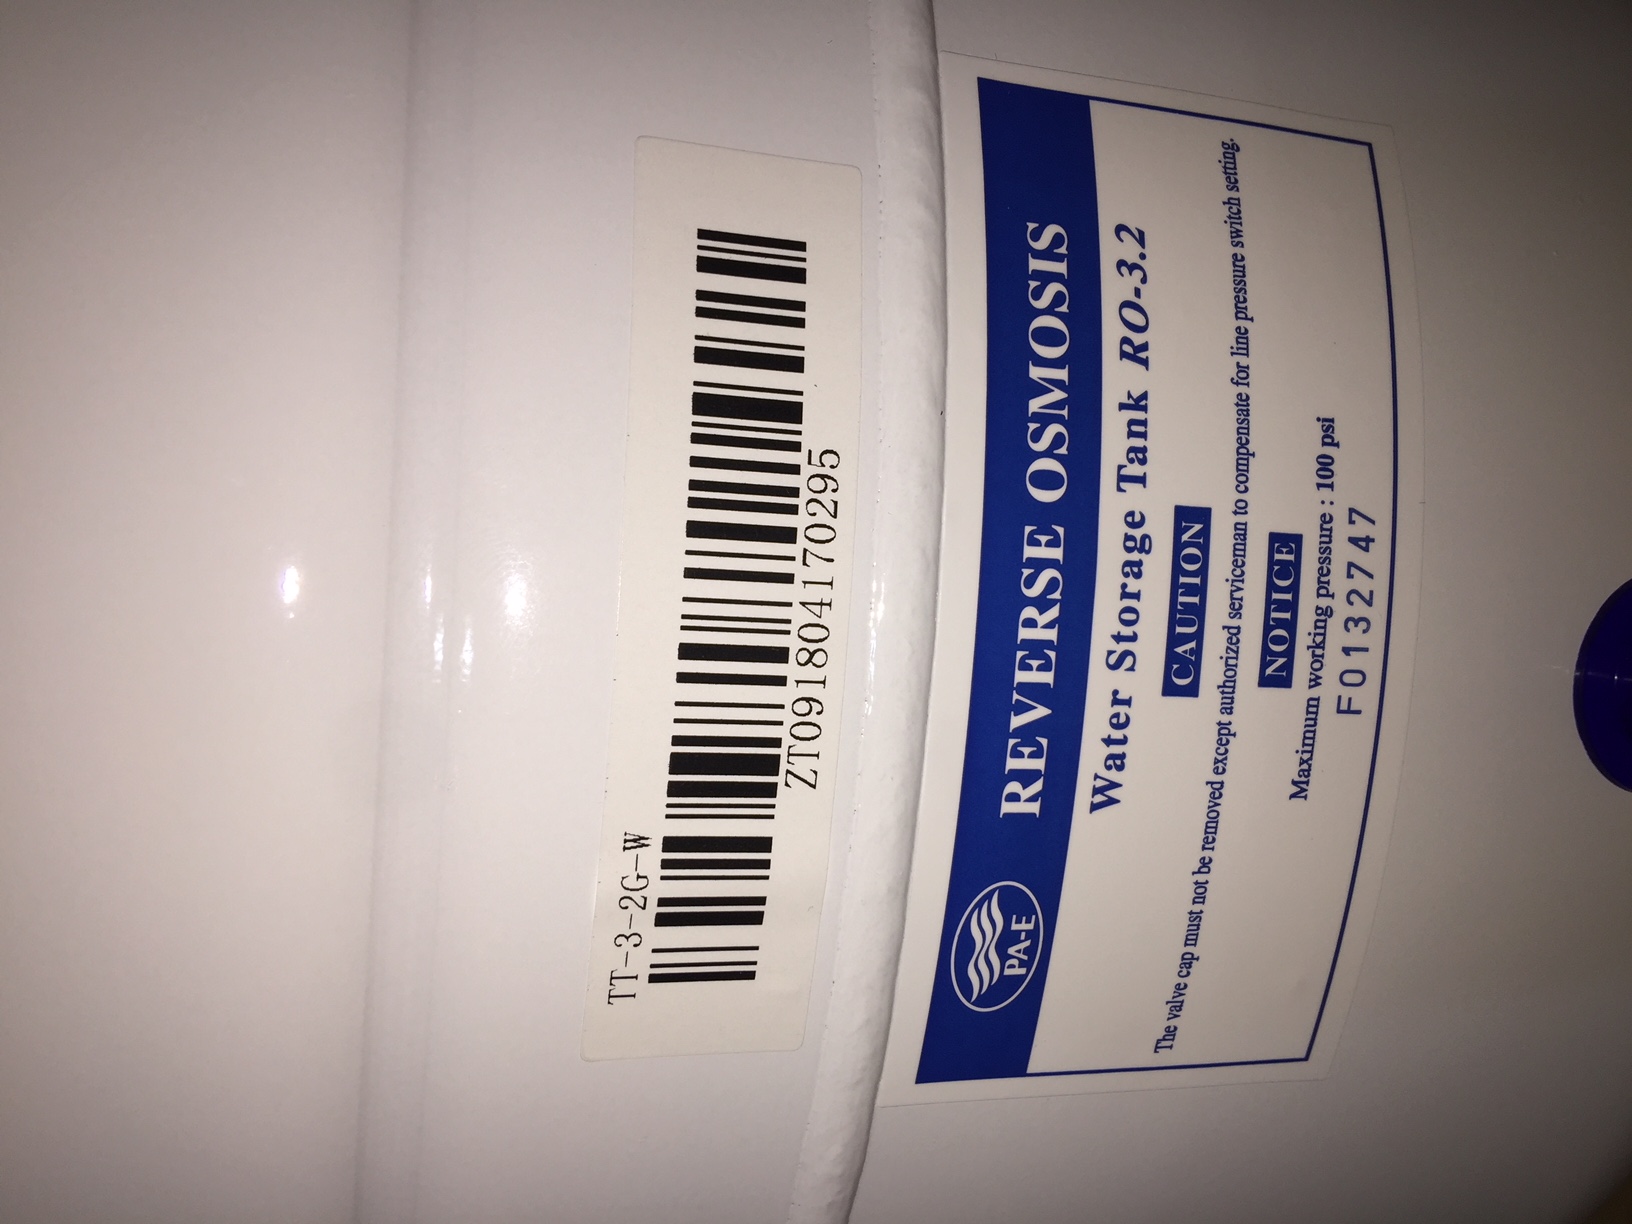 TT-3-2G-W
ZT091804170295
PA-E
REVERSE OSMOSIS
Water Storage Tank RO-3.2
CAUTION
The valve cap must not be removed except authorized serviceman to compensate for line pressure switch setting.
NOTICE
Maximum working pressure : 100 psi
F0132747